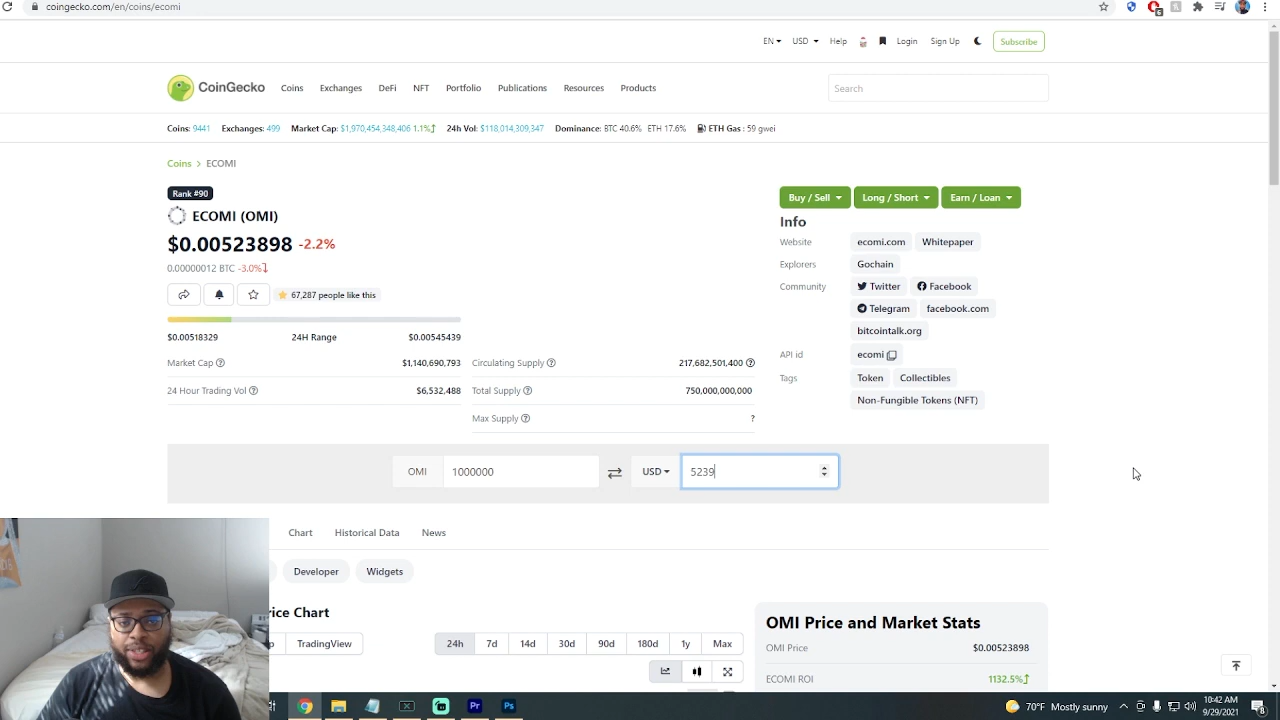 coingecko.com/en/coins/ecomi
6
EN USD Help Login Sign Up Subscribe
CoinGecko Coins Exchanges DeFi NFT Portfolio Publications Resources Products Search
Coins: 9441 Exchanges: 499 Market Cap: $1,970,454,348,406 1.1% 24h Vol: $118,014,309,347 Dominance: BTC 40.6% ETH 17.6% ETH Gas : 59 gwei
Coins > ECOMI
Rank #90
ECOMI (OMI)
$0.00523898 -2.2%
0.00000012 BTC -3.0%
67,287 people like this
$0.00518329 24H Range $0.00545439
Market Cap ? $1,140,690,793
24 Hour Trading Vol ? $6,532,488
Circulating Supply ? 217,682,501,400 ?
Total Supply ? 750,000,000,000
Max Supply ? ?
Buy / Sell Long / Short Earn / Loan
Info
Website ecomi.com Whitepaper
Explorers Gochain
Community Twitter Facebook
Telegram facebook.com
bitcointalk.org
API id ecomi
Tags Token Collectibles
Non-Fungible Tokens (NFT)
OMI 1000000 USD 5239
Chart Historical Data News
Developer Widgets
rice Chart
p TradingView 24h 7d 14d 30d 90d 180d 1y Max
OMI Price and Market Stats
OMI Price $0.00523898
ECOMI ROI 1132.5%
Pr Ps 70°F Mostly sunny 10:42 AM
9/29/2021 8